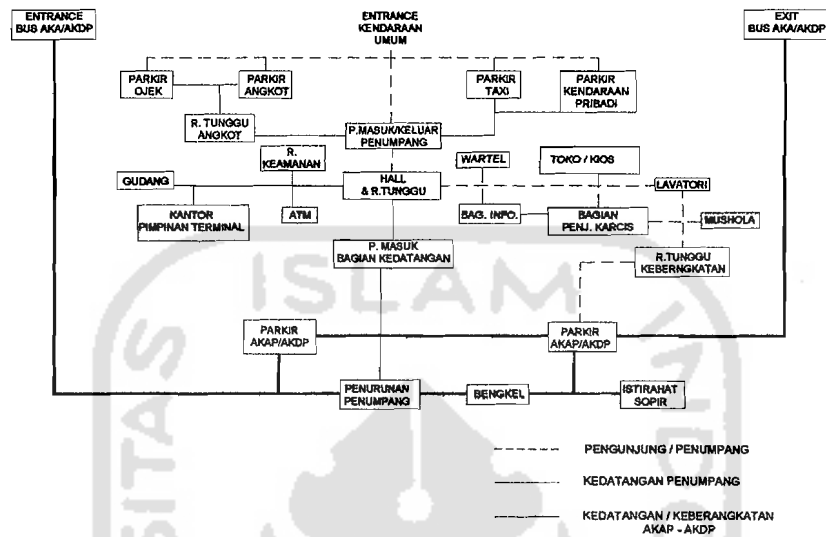 ENTRANCE
BUS AKA/AKDP
ENTRANCE
KENDARAAN
UMUM
EXIT
BUS AKA/AKDP
PARKIR
OJEK
PARKIR
ANGKOT
PARKIR
TAXI
PARKIR
KENDARAAN
PRIBADI
R. TUNGGU
ANGKOT
P.MASUK/KELUAR
PENUMPANG
R.
KEAMANAN
WARTEL
TOKO / KIOS
GUDANG
HALL
& R.TUNGGU
LAVATORI
KANTOR
PIMPINAN TERMINAL
ATM
BAG. INFO.
BAGIAN
PENJ. KARCIS
MUSHOLA
P. MASUK
BAGIAN KEDATANGAN
R.TUNGGU
KEBERNGKATAN
ISLAM
PARKIR
AKAP/AKDP
PARKIR
AKAP/AKDP
PENURUNAN
PENUMPANG
BENGKEL
ISTIRAHAT
SOPIR
SITAS
INDO
PENGUNJUNG / PENUMPANG
KEDATANGAN PENUMPANG
KEDATANGAN / KEBERANGKATAN
AKAP - AKDP